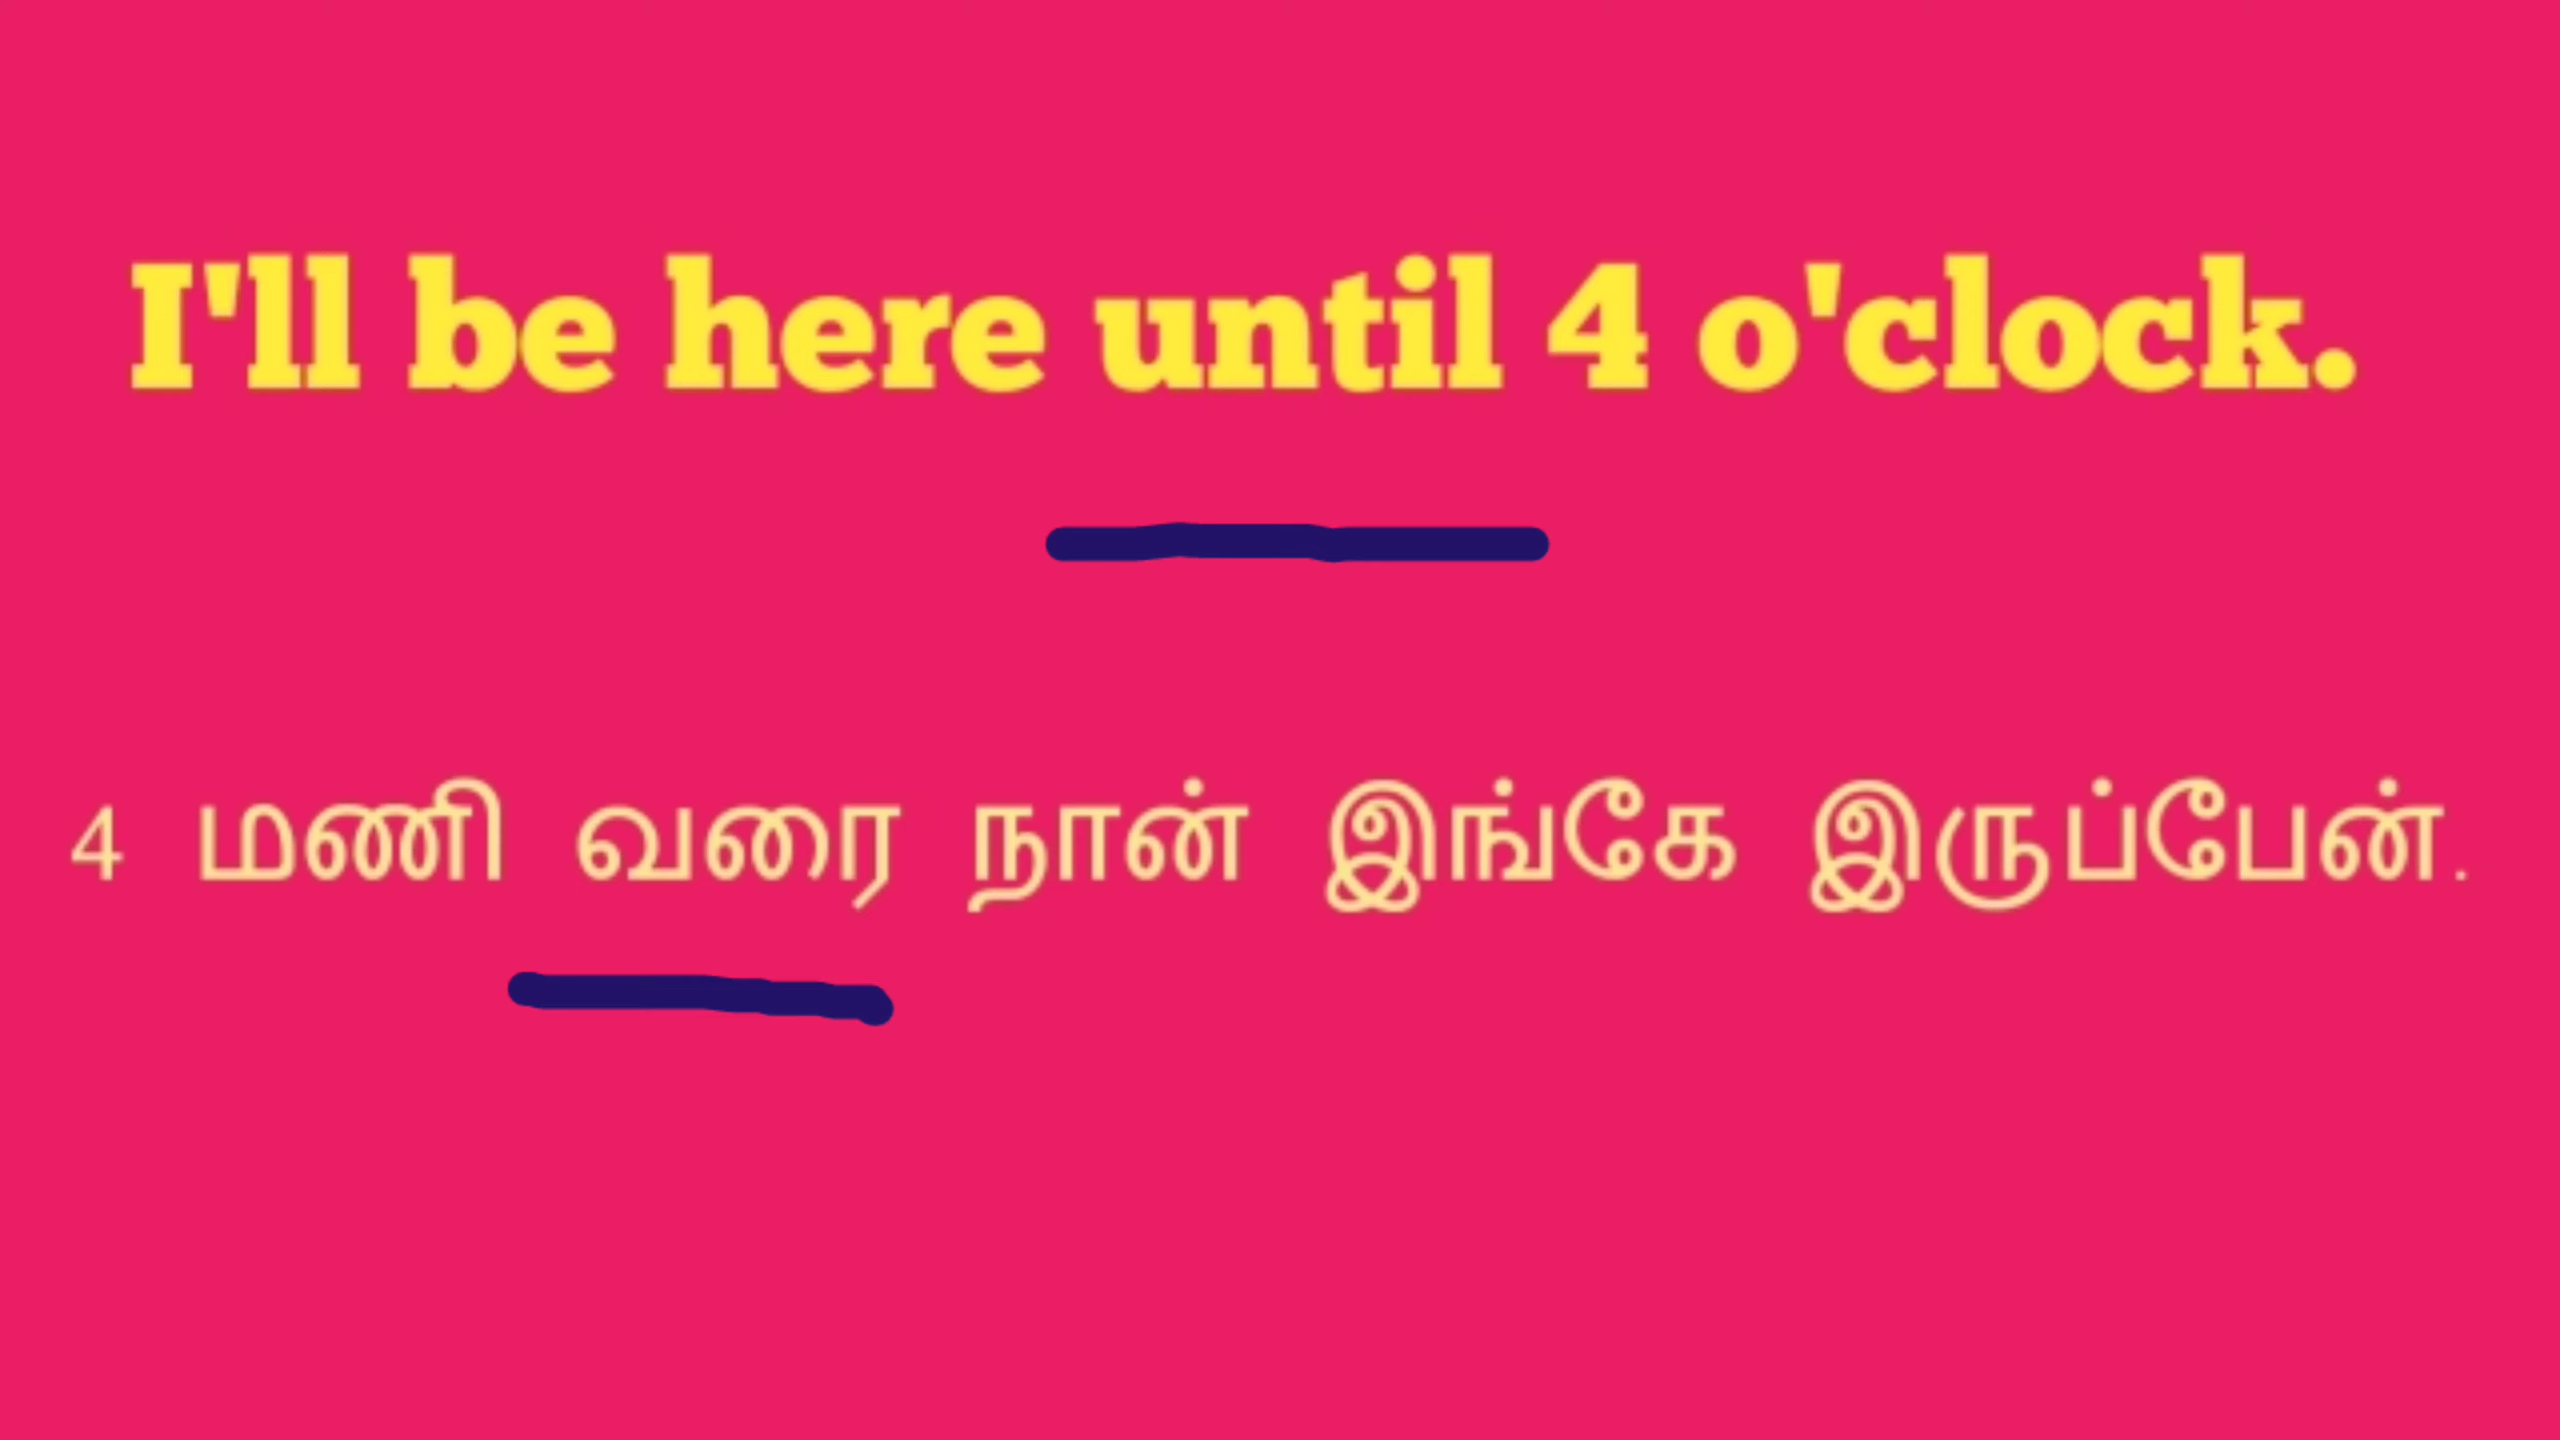 I'll be here until 4 o'clock.
4 மணி வரை நான் இங்கே இருப்பேன்.